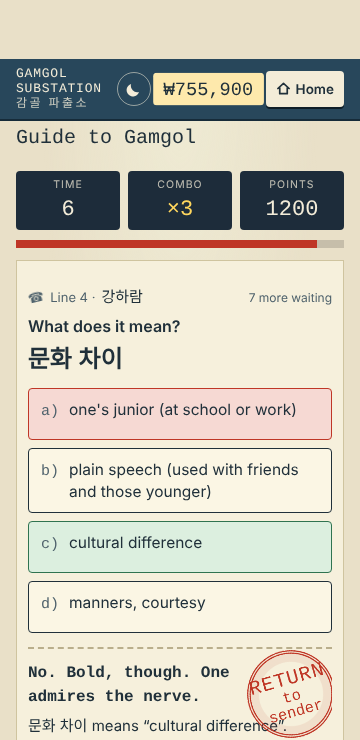 GAMGOL
SUBSTATION
감골 파출소
₩755,900
Home
Guide to Gamgol
TIME
6
COMBO
×3
POINTS
1200
☎ Line 4 · 강하람
7 more waiting
What does it mean?
문화 차이
a) one's junior (at school or work)
b) plain speech (used with friends
and those younger)
c) cultural difference
d) manners, courtesy
No. Bold, though. One
admires the nerve.
RETURN
to
sender
문화 차이 means “cultural difference”.